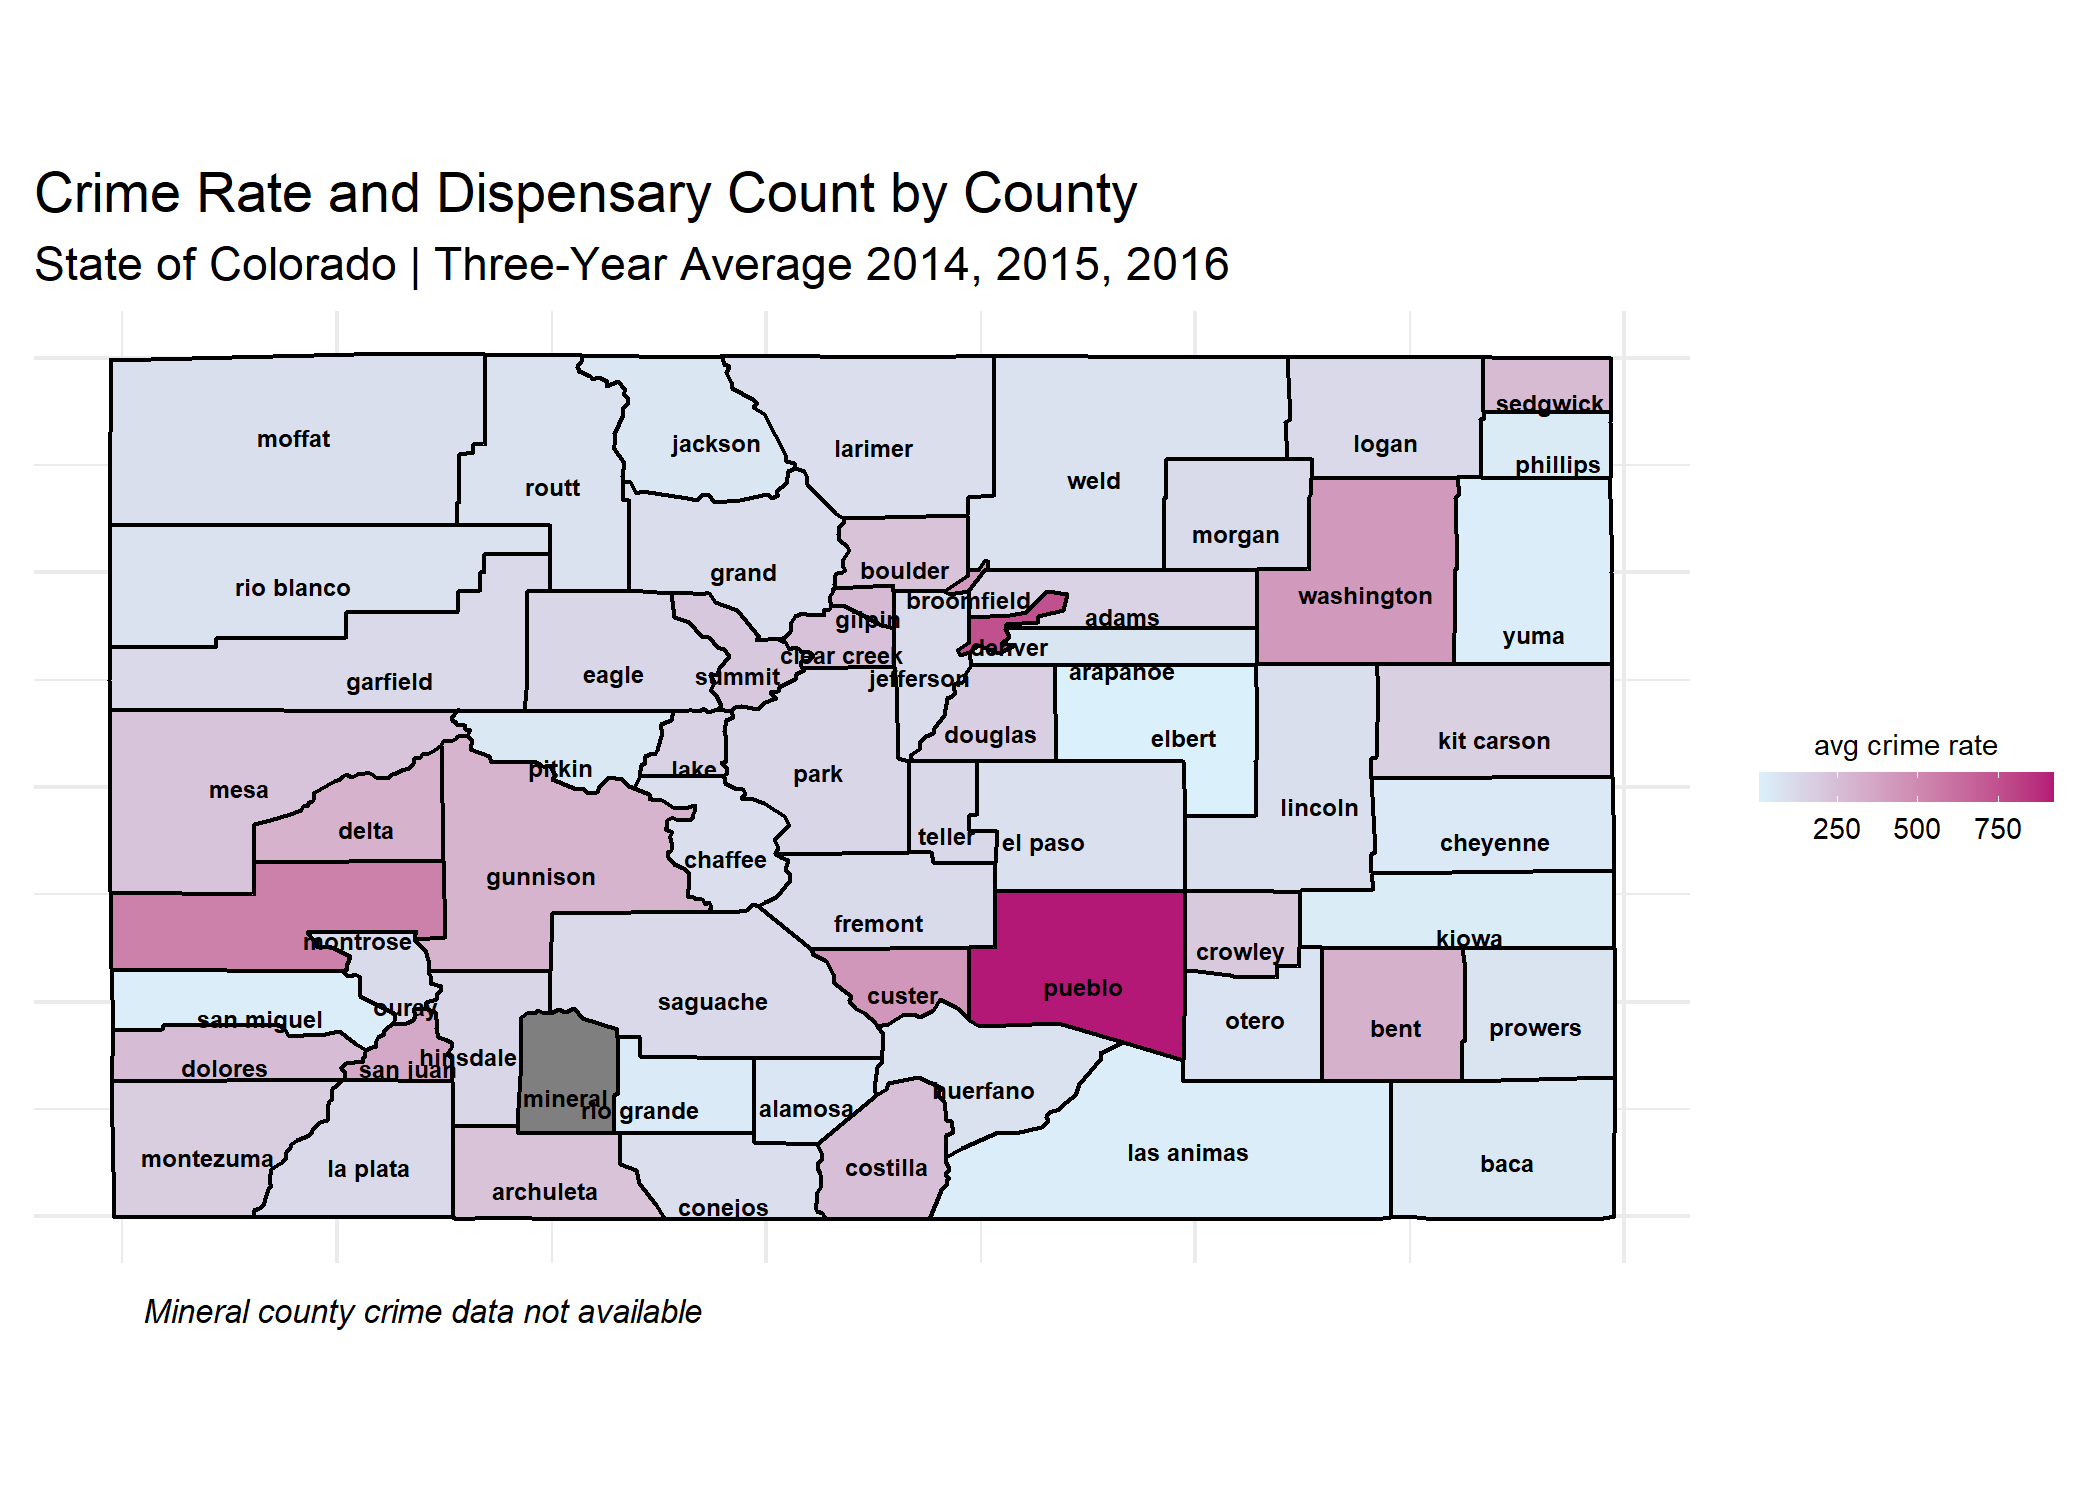 Crime Rate and Dispensary Count by County
State of Colorado | Three-Year Average 2014, 2015, 2016
sedgwick
moffat
jackson
larimer
logan
phillips
routt
weld
morgan
rio blanco
grand
boulder
broomfield
washington
gilpin
adams
yuma
denver
clear creek
garfield
eagle
summit
jefferson
arapahoe
douglas
elbert
kit carson
pitkin
lake
park
mesa
lincoln
delta
teller
el paso
cheyenne
chaffee
gunnison
fremont
montrose
crowley
kiowa
pueblo
custer
saguache
ouray
san miguel
otero
bent
prowers
hinsdale
dolores
san juan
mineral
rio grande
alamosa
huerfano
montezuma
la plata
costilla
las animas
baca
archuleta
conejos
avg crime rate
250 500 750
Mineral county crime data not available